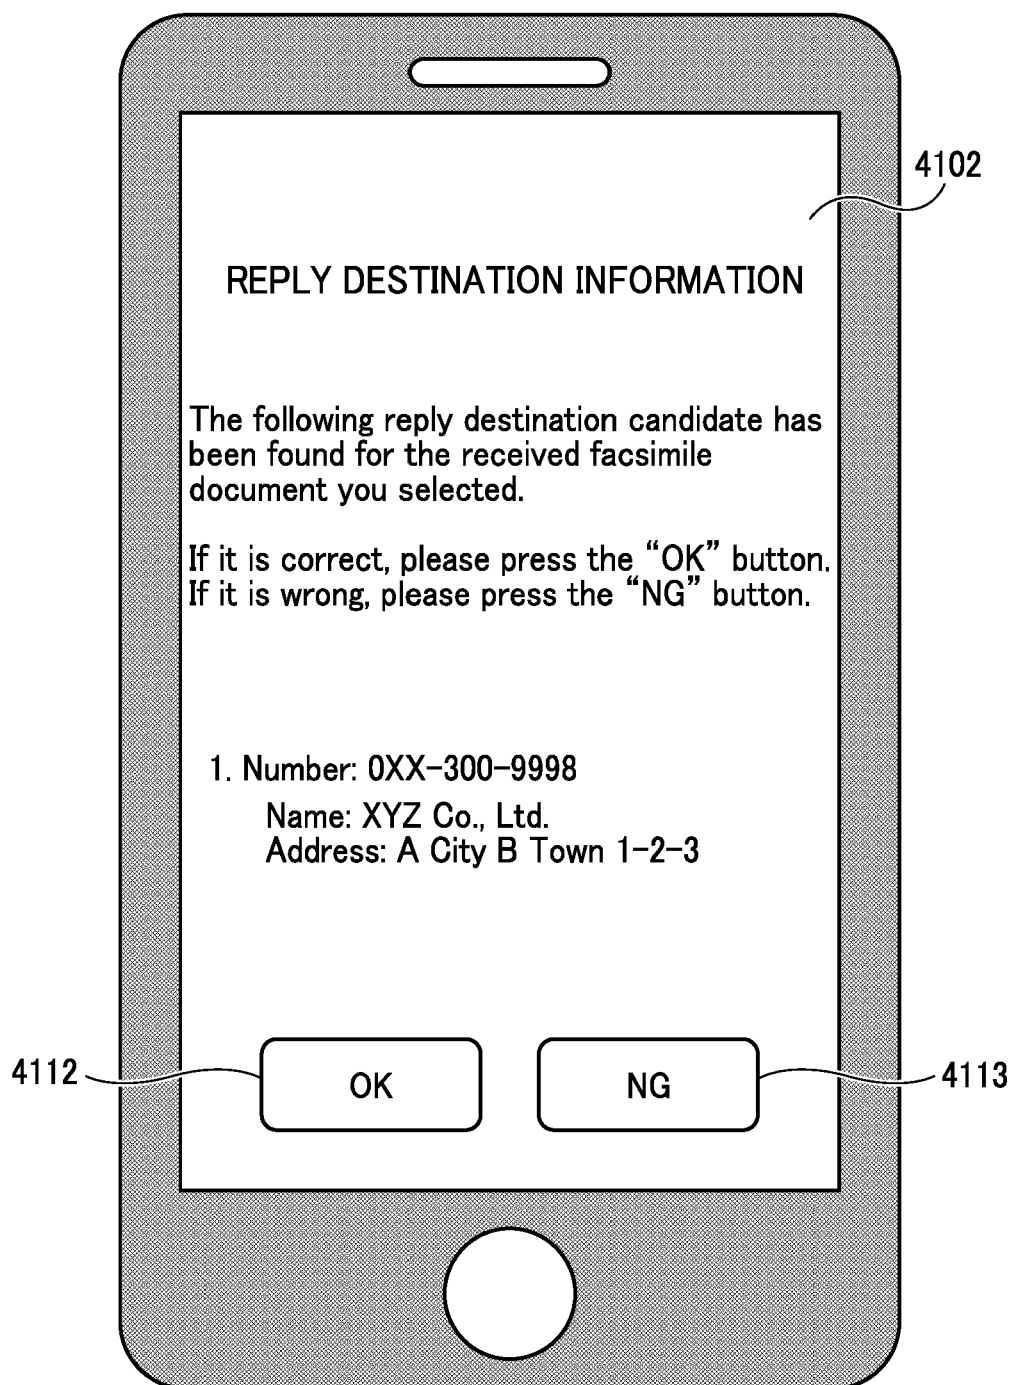 4102
REPLY DESTINATION INFORMATION
The following reply destination candidate has
been found for the received facsimile
document you selected.
If it is correct, please press the “OK” button.
If it is wrong, please press the “NG” button.
1. Number: 0XX-300-9998
Name: XYZ Co., Ltd.
Address: A City B Town 1-2-3
4112 OK NG 4113